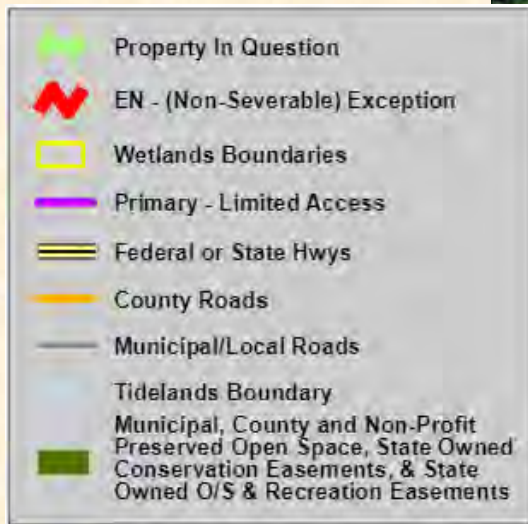 Property In Question
EN - (Non-Severable) Exception
Wetlands Boundaries
Primary - Limited Access
Federal or State Hwys
County Roads
Municipal/Local Roads
Tidelands Boundary
Municipal, County and Non-Profit
Preserved Open Space, State Owned
Conservation Easements, & State
Owned O/S & Recreation Easements